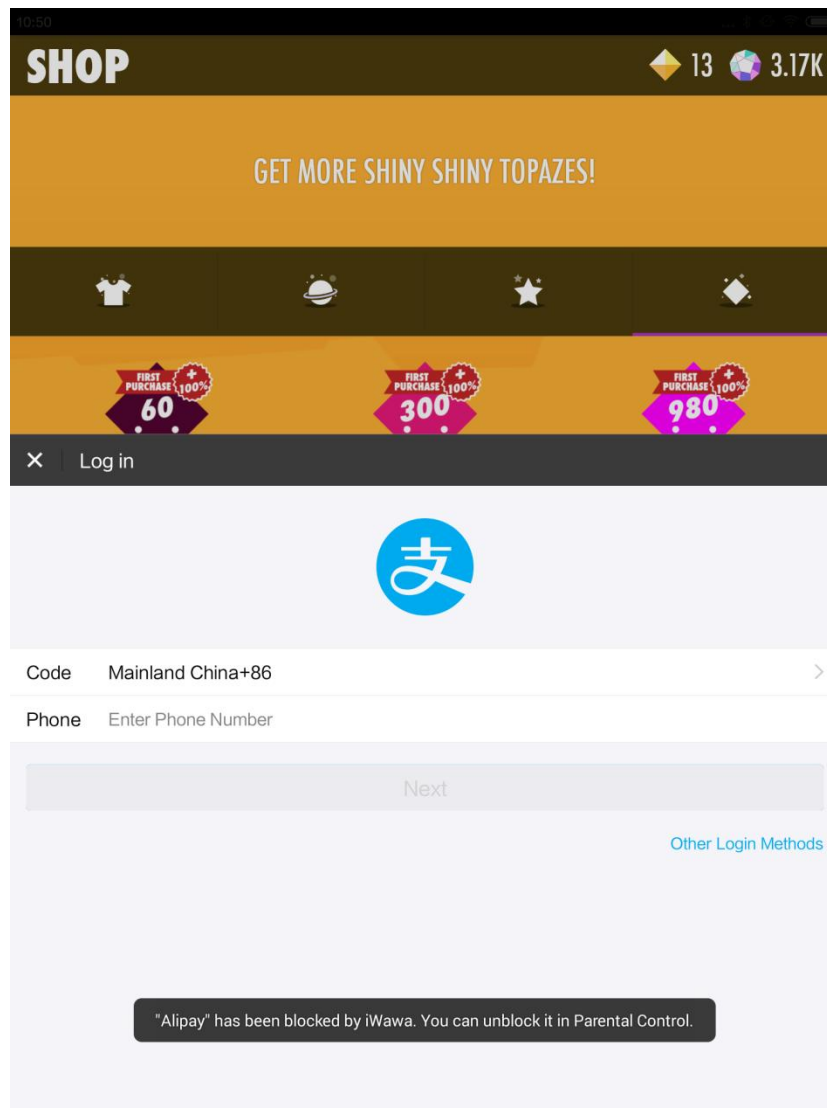 10:50
SHOP
13
3.17K
GET MORE SHINY SHINY TOPAZES!
FIRST PURCHASE +100%
60
FIRST PURCHASE +100%
300
FIRST PURCHASE +100%
980
Log in
支
Code Mainland China+86
Phone Enter Phone Number
Next
Other Login Methods
"Alipay" has been blocked by iWawa. You can unblock it in Parental Control.